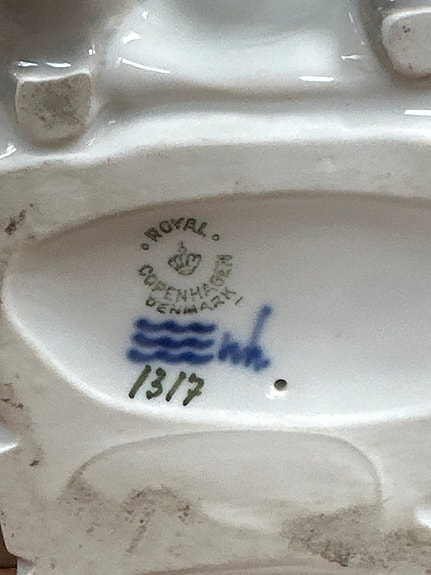 ROYAL
COPENHAGEN
DENMARK
1317